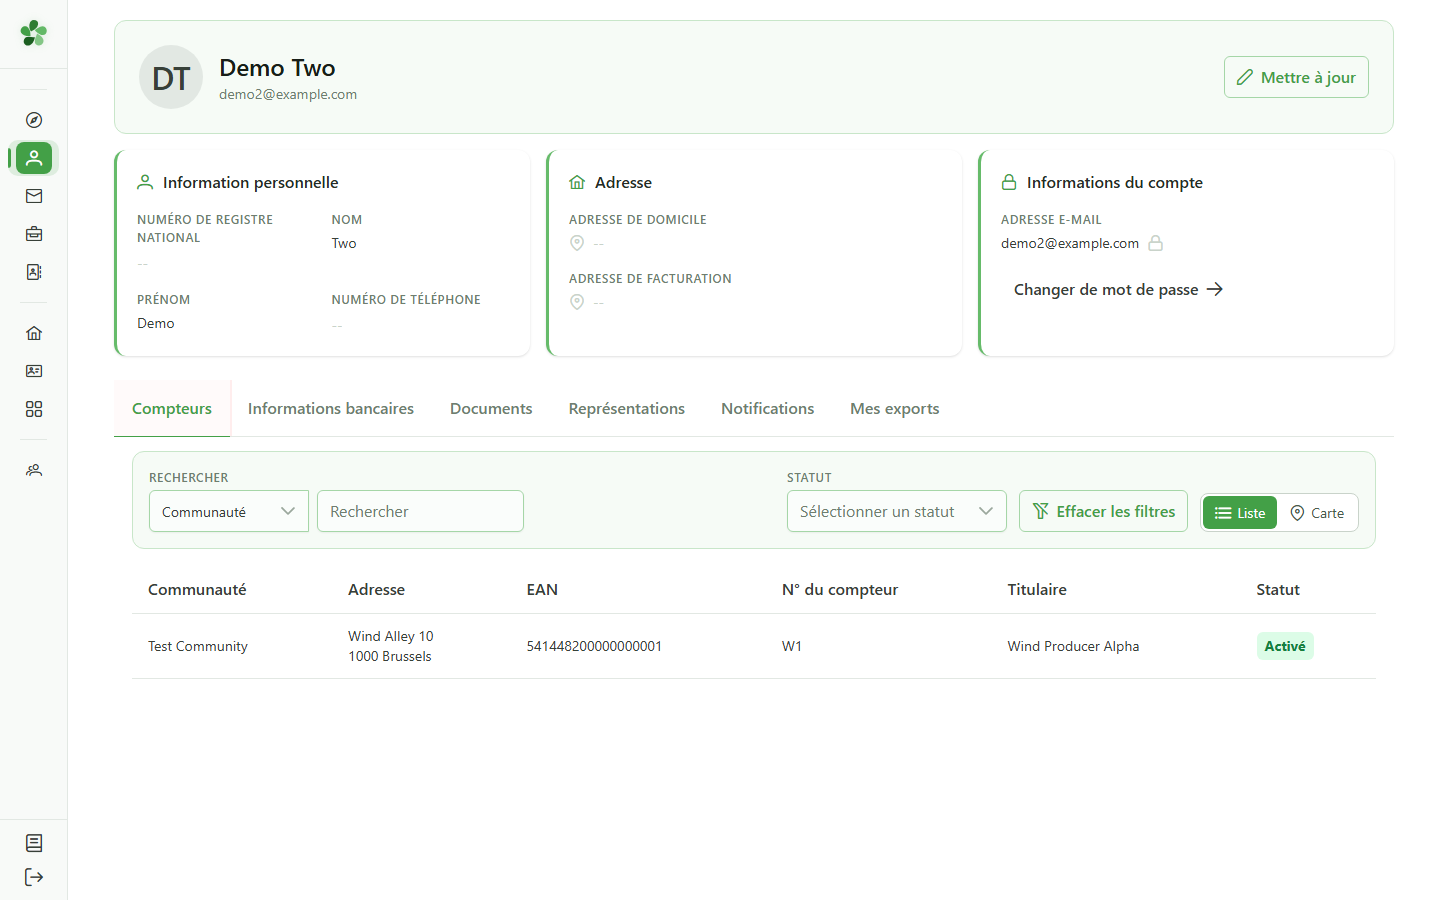 DT
Demo Two
demo2@example.com
Mettre à jour
Information personnelle
NUMÉRO DE REGISTRE
NATIONAL
--
NOM
Two
PRÉNOM
Demo
NUMÉRO DE TÉLÉPHONE
--
Adresse
ADRESSE DE DOMICILE
--
ADRESSE DE FACTURATION
--
Informations du compte
ADRESSE E-MAIL
demo2@example.com
Changer de mot de passe
Compteurs Informations bancaires Documents Représentations Notifications Mes exports
RECHERCHER
Communauté
Rechercher
STATUT
Sélectionner un statut
Effacer les filtres
Liste
Carte
Communauté Adresse EAN N° du compteur Titulaire Statut
Test Community
Wind Alley 10
1000 Brussels
541448200000000001
W1
Wind Producer Alpha
Activé